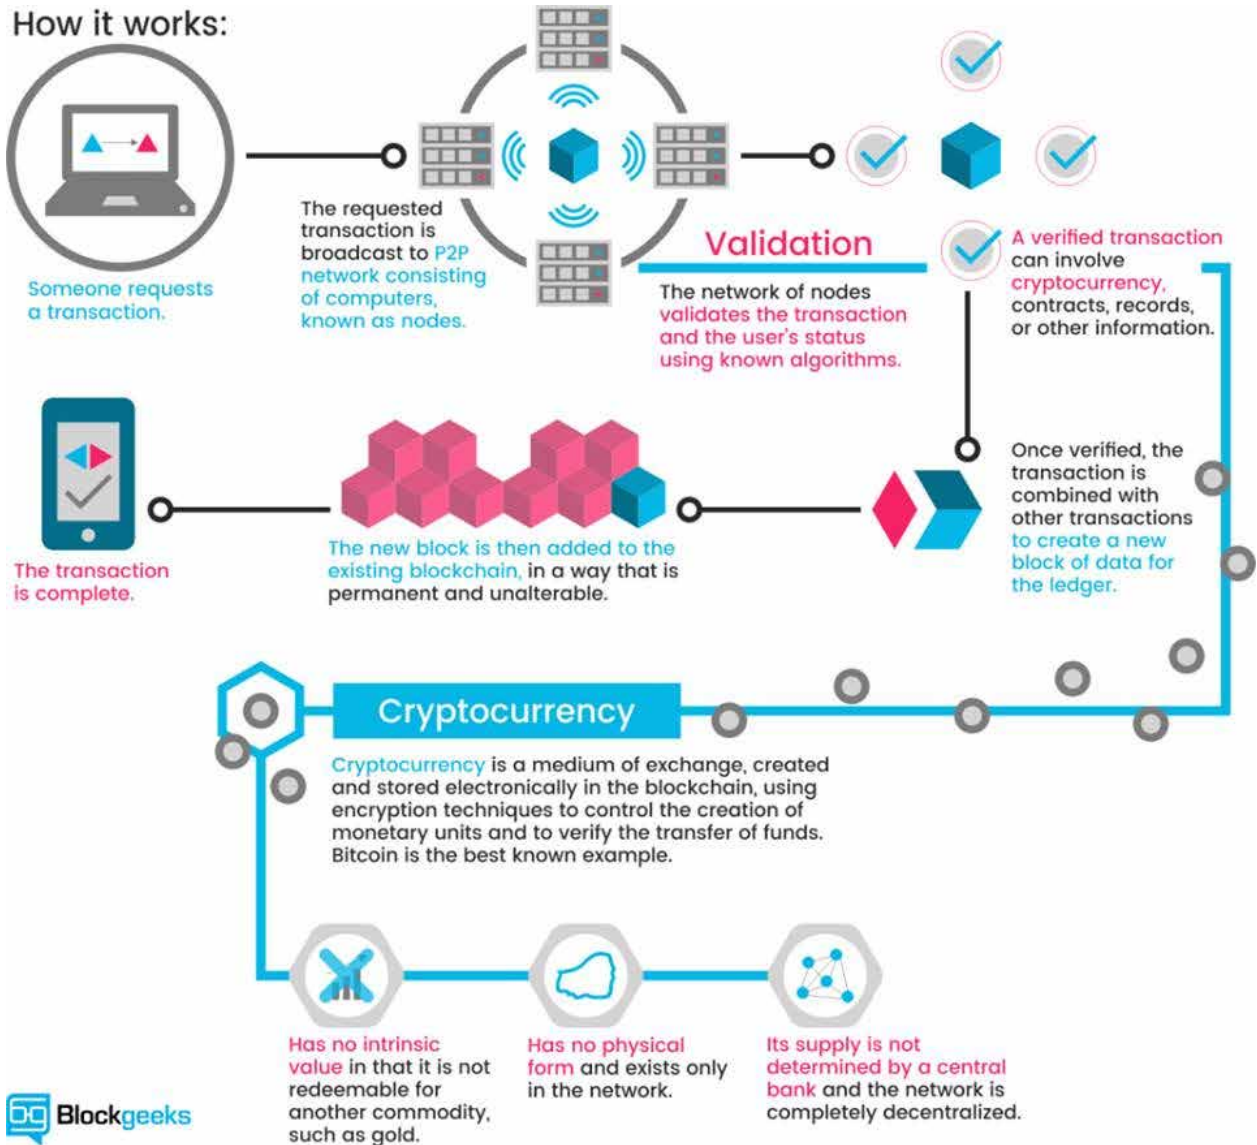 How it works:
Someone requests
a transaction.
The requested
transaction is
broadcast to P2P
network consisting
of computers,
known as nodes.
Validation
The network of nodes
validates the transaction
and the user's status
using known algorithms.
A verified transaction
can involve
cryptocurrency,
contracts, records,
or other information.
Once verified, the
transaction is
combined with
other transactions
to create a new
block of data for
the ledger.
The new block is then added to the
existing blockchain, in a way that is
permanent and unalterable.
The transaction
is complete.
Cryptocurrency
Cryptocurrency is a medium of exchange, created
and stored electronically in the blockchain, using
encryption techniques to control the creation of
monetary units and to verify the transfer of funds.
Bitcoin is the best known example.
Has no intrinsic
value in that it is not
redeemable for
another commodity,
such as gold.
Has no physical
form and exists only
in the network.
Its supply is not
determined by a central
bank and the network is
completely decentralized.
Blockgeeks